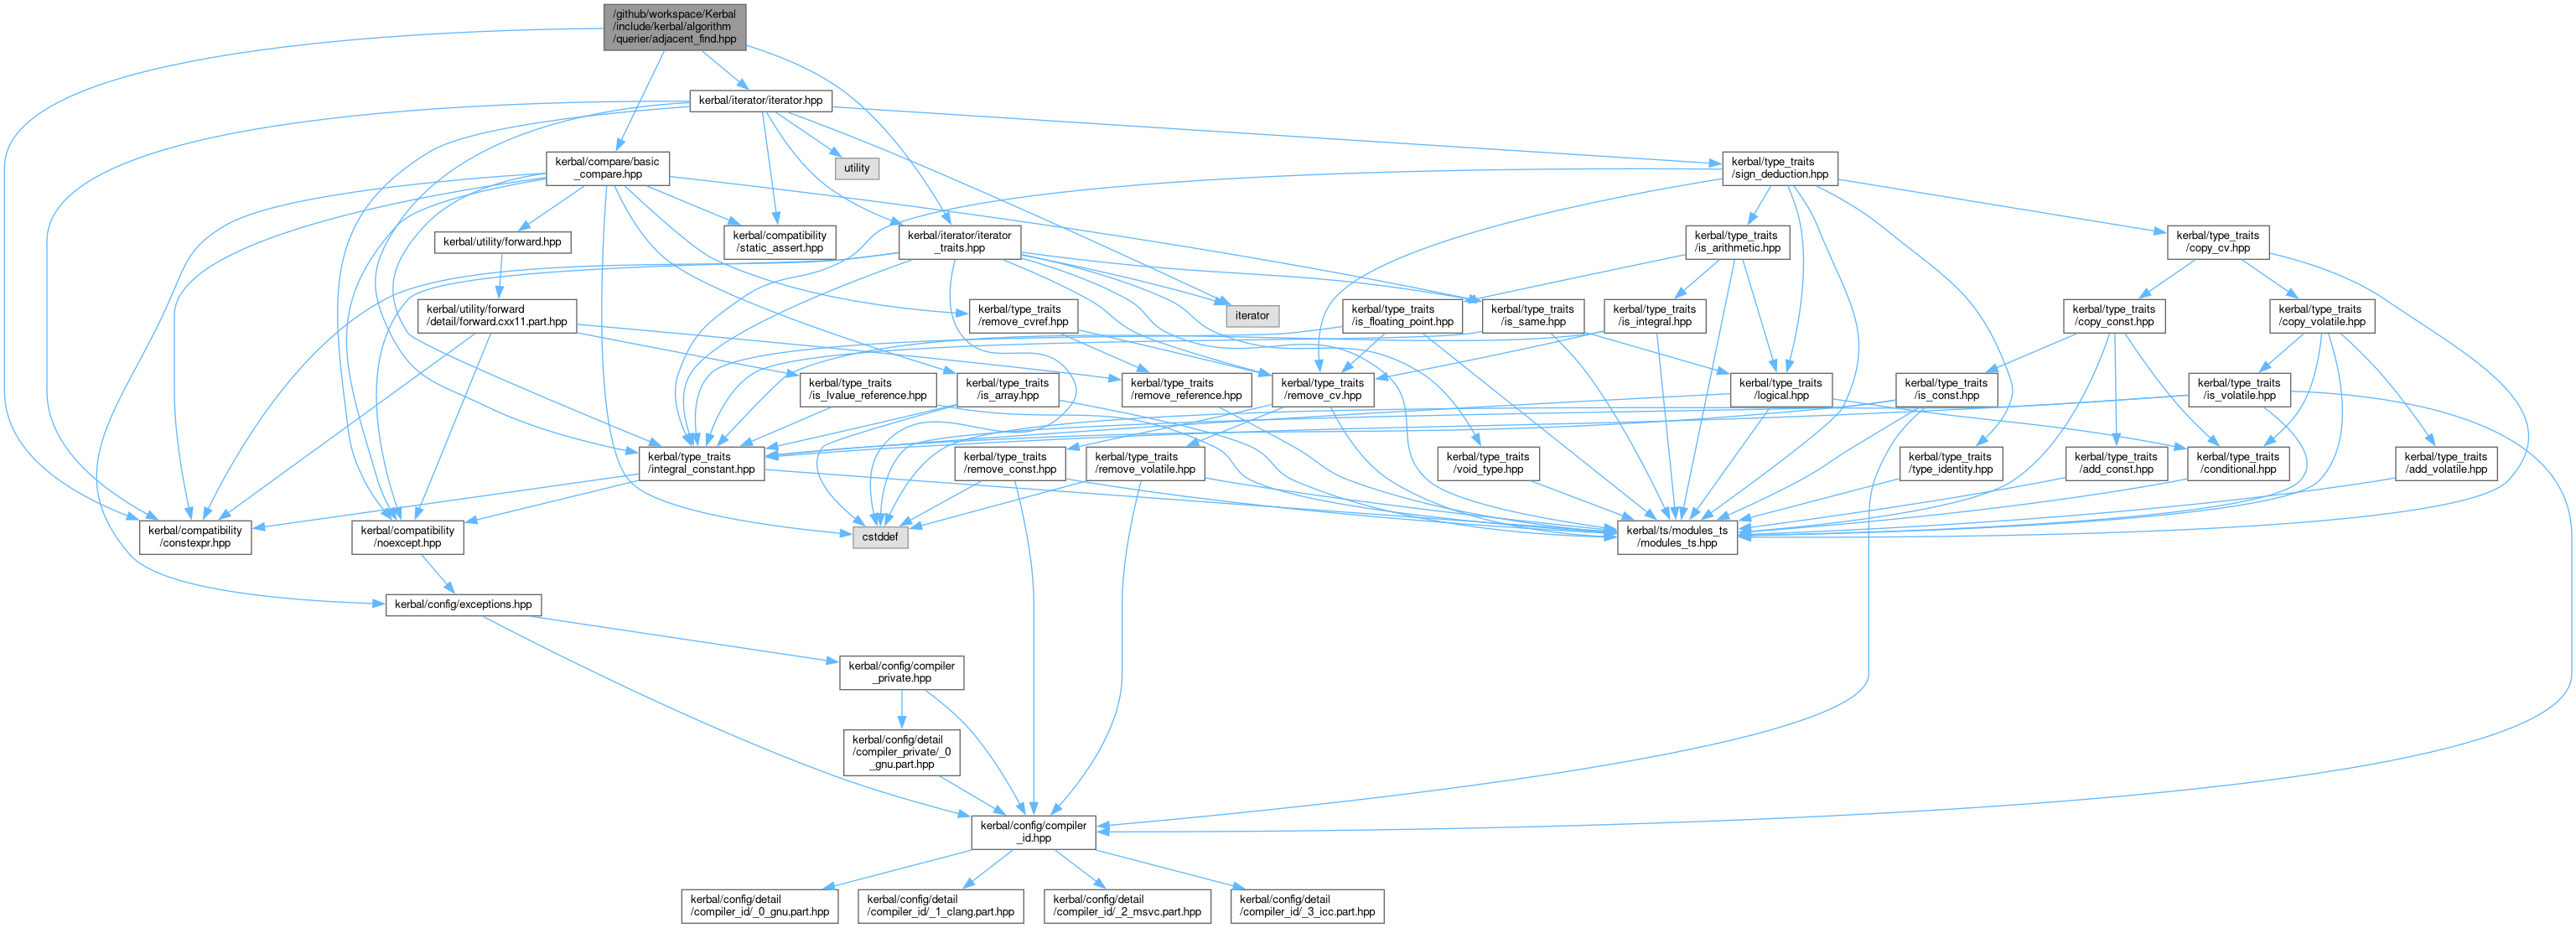 /github/workspace/Kerbal
/include/kerbal/algorithm
/querier/adjacent_find.hpp
kerbal/iterator/iterator.hpp
kerbal/compare/basic
_compare.hpp
utility
kerbal/type_traits
/sign_deduction.hpp
kerbal/utility/forward.hpp
kerbal/compatibility
/static_assert.hpp
kerbal/iterator/iterator
_traits.hpp
kerbal/type_traits
/is_arithmetic.hpp
kerbal/type_traits
/copy_cv.hpp
kerbal/utility/forward
/detail/forward.cxx11.part.hpp
kerbal/type_traits
/remove_cvref.hpp
iterator
kerbal/type_traits
/is_floating_point.hpp
kerbal/type_traits
/is_same.hpp
kerbal/type_traits
/is_integral.hpp
kerbal/type_traits
/copy_const.hpp
kerbal/type_traits
/copy_volatile.hpp
kerbal/type_traits
/is_lvalue_reference.hpp
kerbal/type_traits
/is_array.hpp
kerbal/type_traits
/remove_reference.hpp
kerbal/type_traits
/remove_cv.hpp
kerbal/type_traits
/logical.hpp
kerbal/type_traits
/is_const.hpp
kerbal/type_traits
/is_volatile.hpp
kerbal/type_traits
/integral_constant.hpp
kerbal/type_traits
/remove_const.hpp
kerbal/type_traits
/remove_volatile.hpp
kerbal/type_traits
/void_type.hpp
kerbal/type_traits
/type_identity.hpp
kerbal/type_traits
/add_const.hpp
kerbal/type_traits
/conditional.hpp
kerbal/type_traits
/add_volatile.hpp
kerbal/compatibility
/constexpr.hpp
kerbal/compatibility
/noexcept.hpp
cstddef
kerbal/ts/modules_ts
/modules_ts.hpp
kerbal/config/exceptions.hpp
kerbal/config/compiler
_private.hpp
kerbal/config/detail
/compiler_private/_0
_gnu.part.hpp
kerbal/config/compiler
_id.hpp
kerbal/config/detail
/compiler_id/_0_gnu.part.hpp
kerbal/config/detail
/compiler_id/_1_clang.part.hpp
kerbal/config/detail
/compiler_id/_2_msvc.part.hpp
kerbal/config/detail
/compiler_id/_3_icc.part.hpp